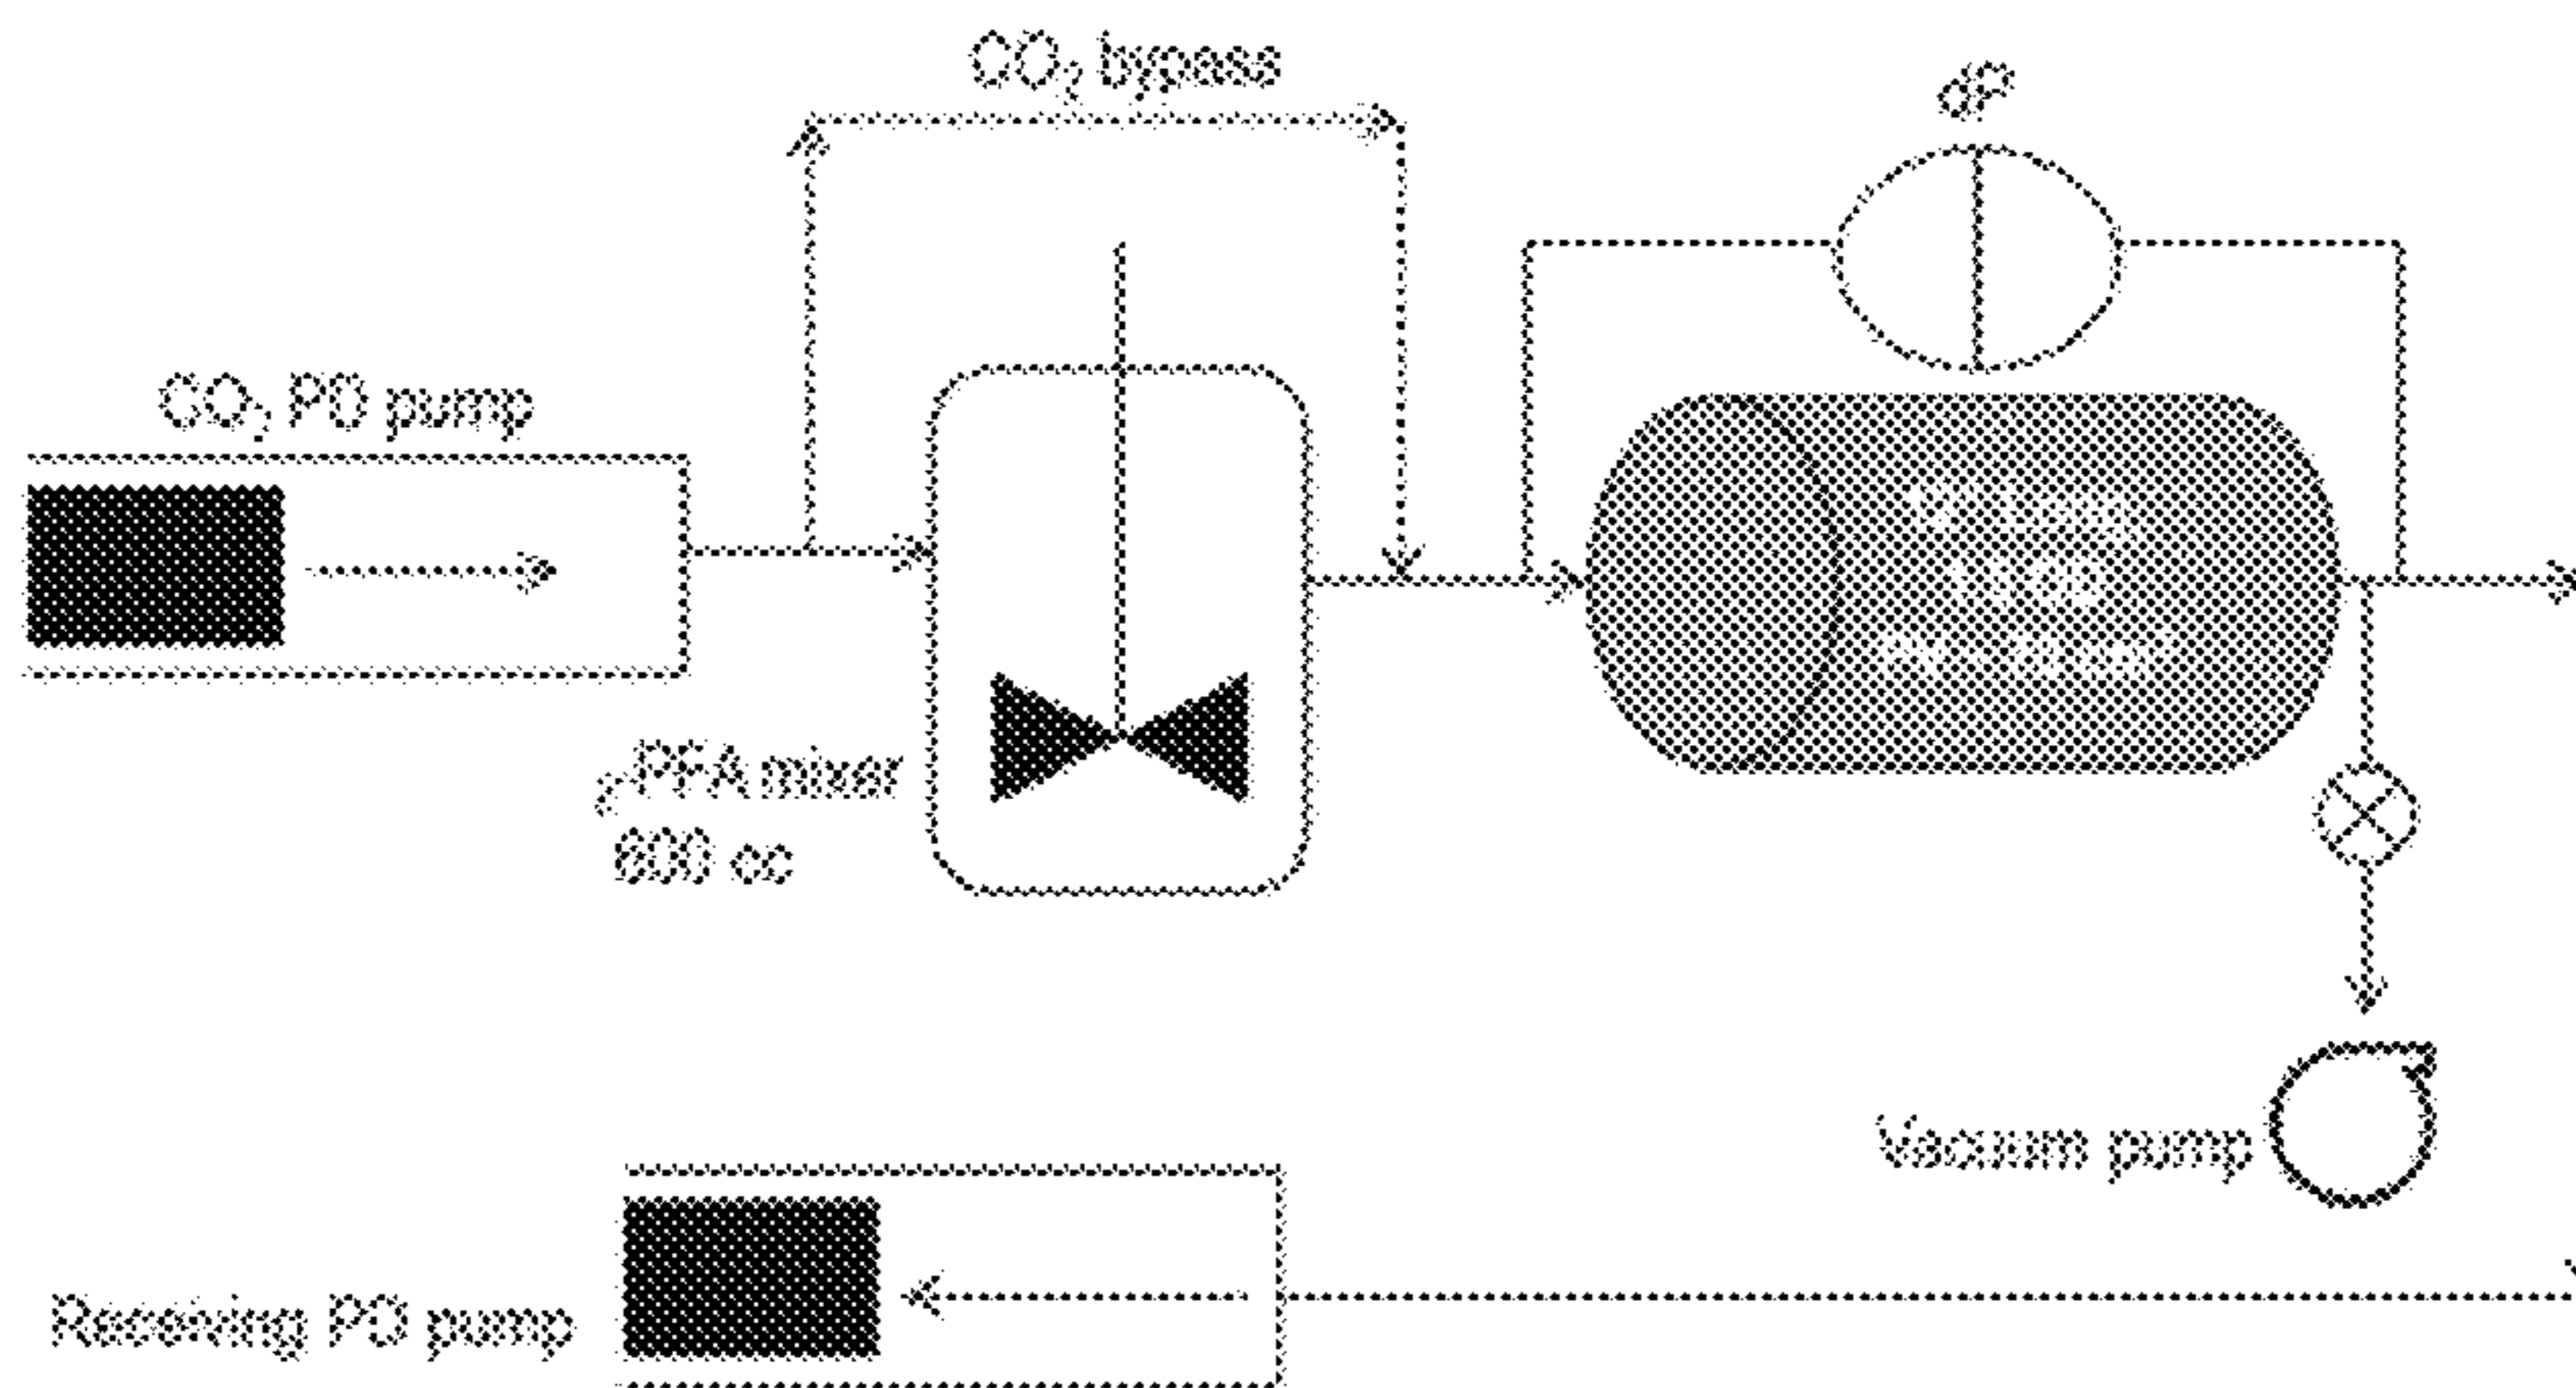 CO₂ bypass
dP
CO₂ PD pump
PFA mixer
600 cc
Vacuum pump
Receiving PD pump